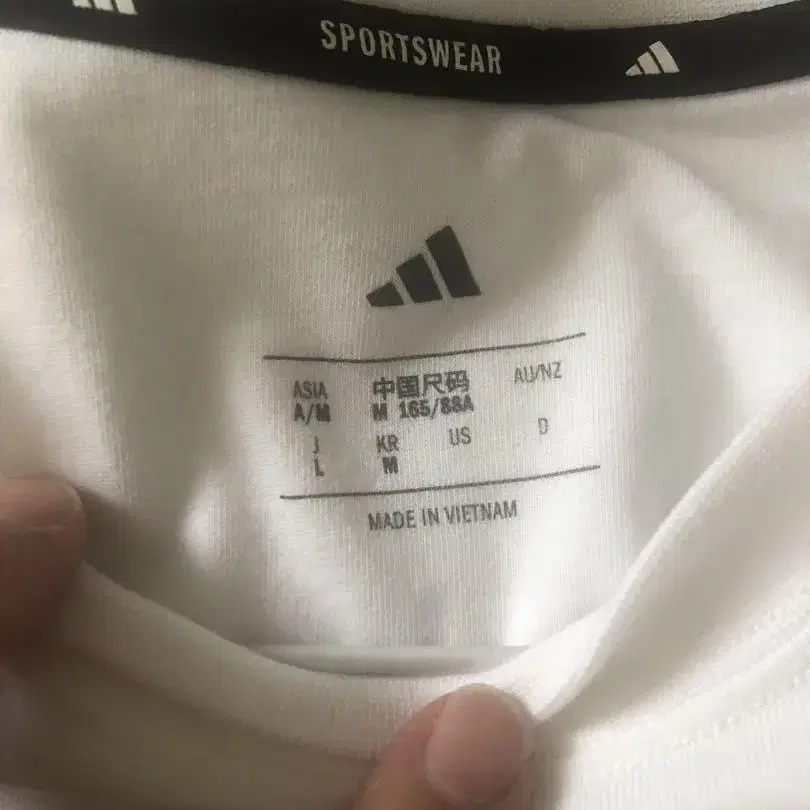 SPORTSWEAR
ASIA 中国尺码 AU/NZ
A/M M 165/88A
J KR US D
L M
MADE IN VIETNAM